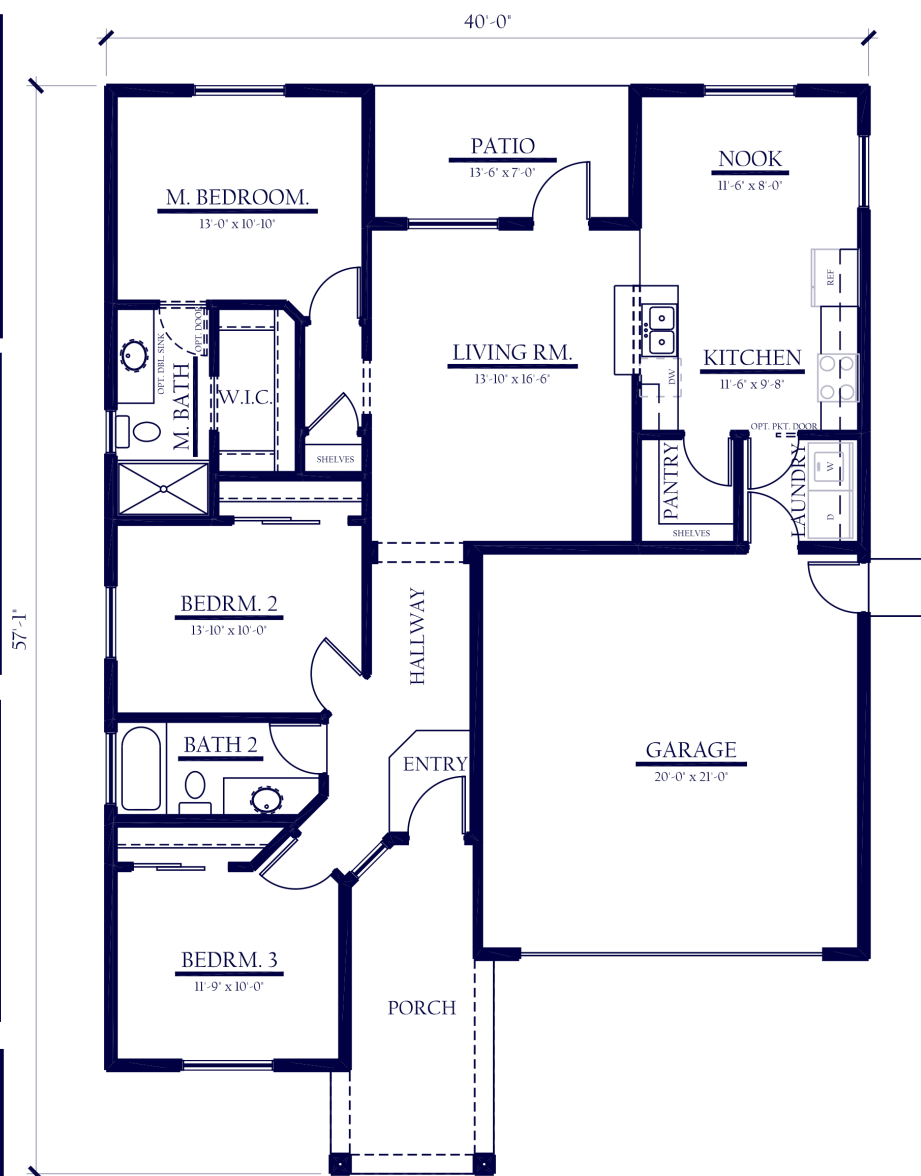 40'-0"
PATIO
13'-6" x 7'-0"
NOOK
11'-6" x 8'-0"
M. BEDROOM.
13'-0" x 10'-10"
REF
OPT. DOOR
OPT. DBL. SINK
M. BATH
W.I.C.
LIVING RM.
13'-10" x 16'-6"
DW
KITCHEN
11'-6" x 9'-8"
OPT. PKT. DOOR
SHELVES
PANTRY
SHELVES
LAUNDRY
W
D
57'-1"
BEDRM. 2
13'-10" x 10'-0"
HALLWAY
BATH 2
ENTRY
GARAGE
20'-0" x 21'-0"
BEDRM. 3
11'-9" x 10'-0"
PORCH